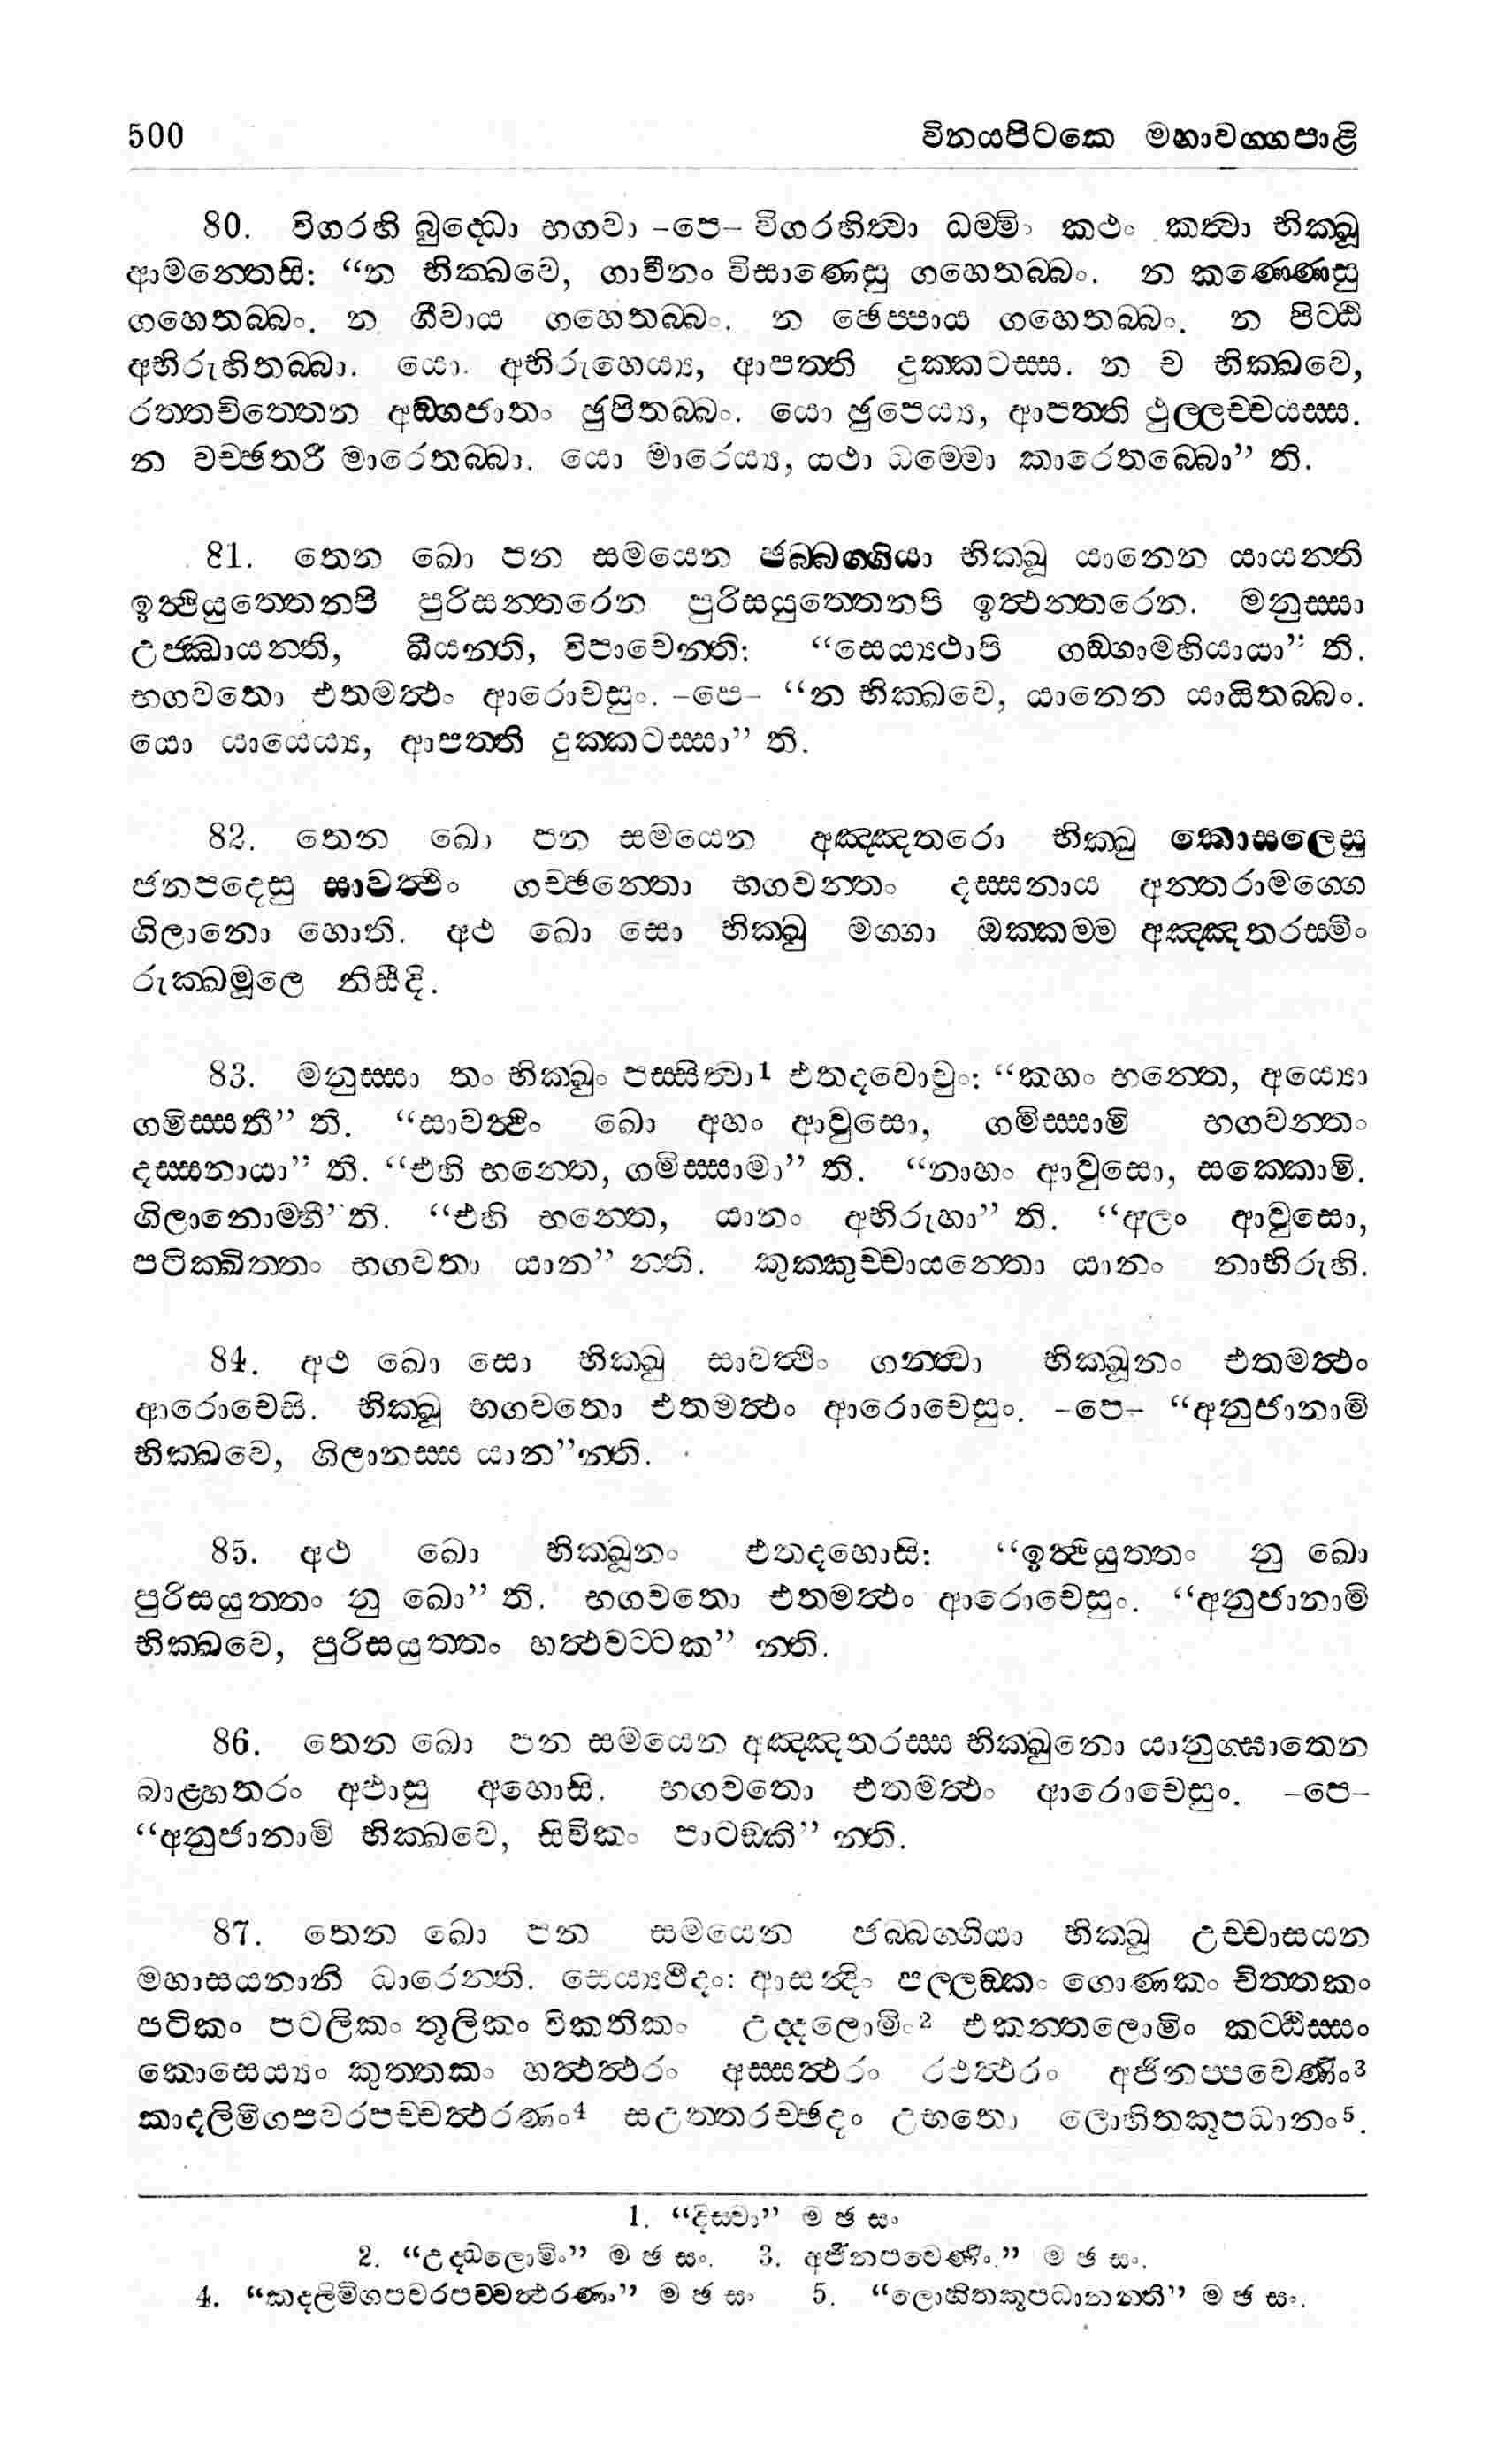 500 විනයපිටකෙ මහාවග්ගපාළි
80. විගරහි බුද්ධො භගවා -පෙ- විගරහිත්වා ධම්මිං කථං කත්වා භික්ඛූ
ආමන්තෙසි: “න භික්ඛවෙ, ගාවීනං විසාණෙසු ගහෙතබ්බං. න කණ්ණෙසු
ගහෙතබ්බං. න ගීවාය ගහෙතබ්බං. න ඡෙප්පාය ගහෙතබ්බං. න පිට්ඨි
අභිරුහිතබ්බා. යො අභිරුහෙය්‍ය, ආපත්ති දුක්කටස්ස. න ච භික්ඛවෙ,
රත්තචිත්තෙන අඞ්ගජාතං ඡුපිතබ්බං. යො ඡුපෙය්‍ය, ආපත්ති ථුල්ලච්චයස්ස.
න වච්ඡතරී මාරෙතබ්බා. යො මාරෙය්‍ය, යථා ධම්මො කාරෙතබ්බො” ති.
81. තෙන ඛො පන සමයෙන ඡබ්බග්ගියා භික්ඛූ යානෙන යායන්ති
ඉත්ථියුත්තෙනපි පුරිසන්තරෙන පුරිසයුත්තෙනපි ඉත්ථන්තරෙන. මනුස්සා
උජ්ඣායන්ති, ඛීයන්ති, විපාචෙන්ති: “සෙය්‍යථාපි ගඞ්ගාමහියායා” ති.
භගවතො එතමත්ථං ආරොචසුං. -පෙ- “න භික්ඛවෙ, යානෙන යායිතබ්බං.
යො යායෙය්‍ය, ආපත්ති දුක්කටස්සා” ති.
82. තෙන ඛො පන සමයෙන අඤ්ඤතරො භික්ඛු කොසලෙසු
ජනපදෙසු සාවත්ථිං ගච්ඡන්තො භගවන්තං දස්සනාය අන්තරාමග්ගෙ
ගිලානො හොති. අථ ඛො සො භික්ඛු මග්ගා ඔක්කම්ම අඤ්ඤතරස්මිං
රුක්ඛමූලෙ නිසීදි.
83. මනුස්සා තං භික්ඛුං පස්සිත්වා1 එතදවොචුං: “කහං භන්තෙ, අය්‍යො
ගමිස්සතී” ති. “සාවත්ථිං ඛො අහං ආවුසො, ගමිස්සාමි භගවන්තං
දස්සනායා” ති. “එහි භන්තෙ, ගමිස්සාමා” ති. “නාහං ආවුසො, සක්කොමි.
ගිලානොම්හී” ති. “එහි භන්තෙ, යානං අභිරුහා” ති. “අලං ආවුසො,
පටික්ඛිත්තං භගවතා යාන” න්ති. කුක්කුච්චායන්තො යානං නාභිරුහි.
84. අථ ඛො සො භික්ඛු සාවත්ථිං ගන්ත්වා භික්ඛූනං එතමත්ථං
ආරොචෙසි. භික්ඛූ භගවතො එතමත්ථං ආරොචෙසුං. -පෙ- “අනුජානාමි
භික්ඛවෙ, ගිලානස්ස යාන”න්ති.
85. අථ ඛො භික්ඛූනං එතදහොසි: “ඉත්ථියුත්තං නු ඛො
පුරිසයුත්තං නු ඛො” ති. භගවතො එතමත්ථං ආරොචෙසුං. “අනුජානාමි
භික්ඛවෙ, පුරිසයුත්තං හත්ථවට්ටක” න්ති.
86. තෙන ඛො පන සමයෙන අඤ්ඤතරස්ස භික්ඛුනො යානුග්ඝාතෙන
බාළ්හතරං අඵාසු අහොසි. භගවතො එතමත්ථං ආරොචෙසුං. -පෙ-
“අනුජානාමි භික්ඛවෙ, සිවිකං පාටඞ්කි” න්ති.
87. තෙන ඛො පන සමයෙන ඡබ්බග්ගියා භික්ඛූ උච්චාසයන
මහාසයනානි ධාරෙන්ති. සෙය්‍යථීදං: ආසන්දිං පල්ලඞ්කං ගොණකං චිත්තකං
පටිකං පටලිකං තූලිකං විකතිකං උද්දලොමිං2 එකන්තලොමිං කට්ඨිස්සං
කොසෙය්‍යං කුත්තකං හත්ථත්ථරං අස්සත්ථරං රථත්ථරං අජිනප්පවෙණිං3
කාදලිමිගපවරපච්චත්ථරණං4 සඋත්තරච්ඡදං උභතො ලොහිතකූපධානං5.
1. “දිස්වා” ම ඡ සං
2. “උද්ධලොමිං” ම ඡ සං. 3. අජිනපවෙණිං.” ම ඡ සං.
4. “කදලිමිගපවරපච්චත්ථරණං” ම ඡ සං 5. “ලොහිතකූපධානන්ති” ම ඡ සං.